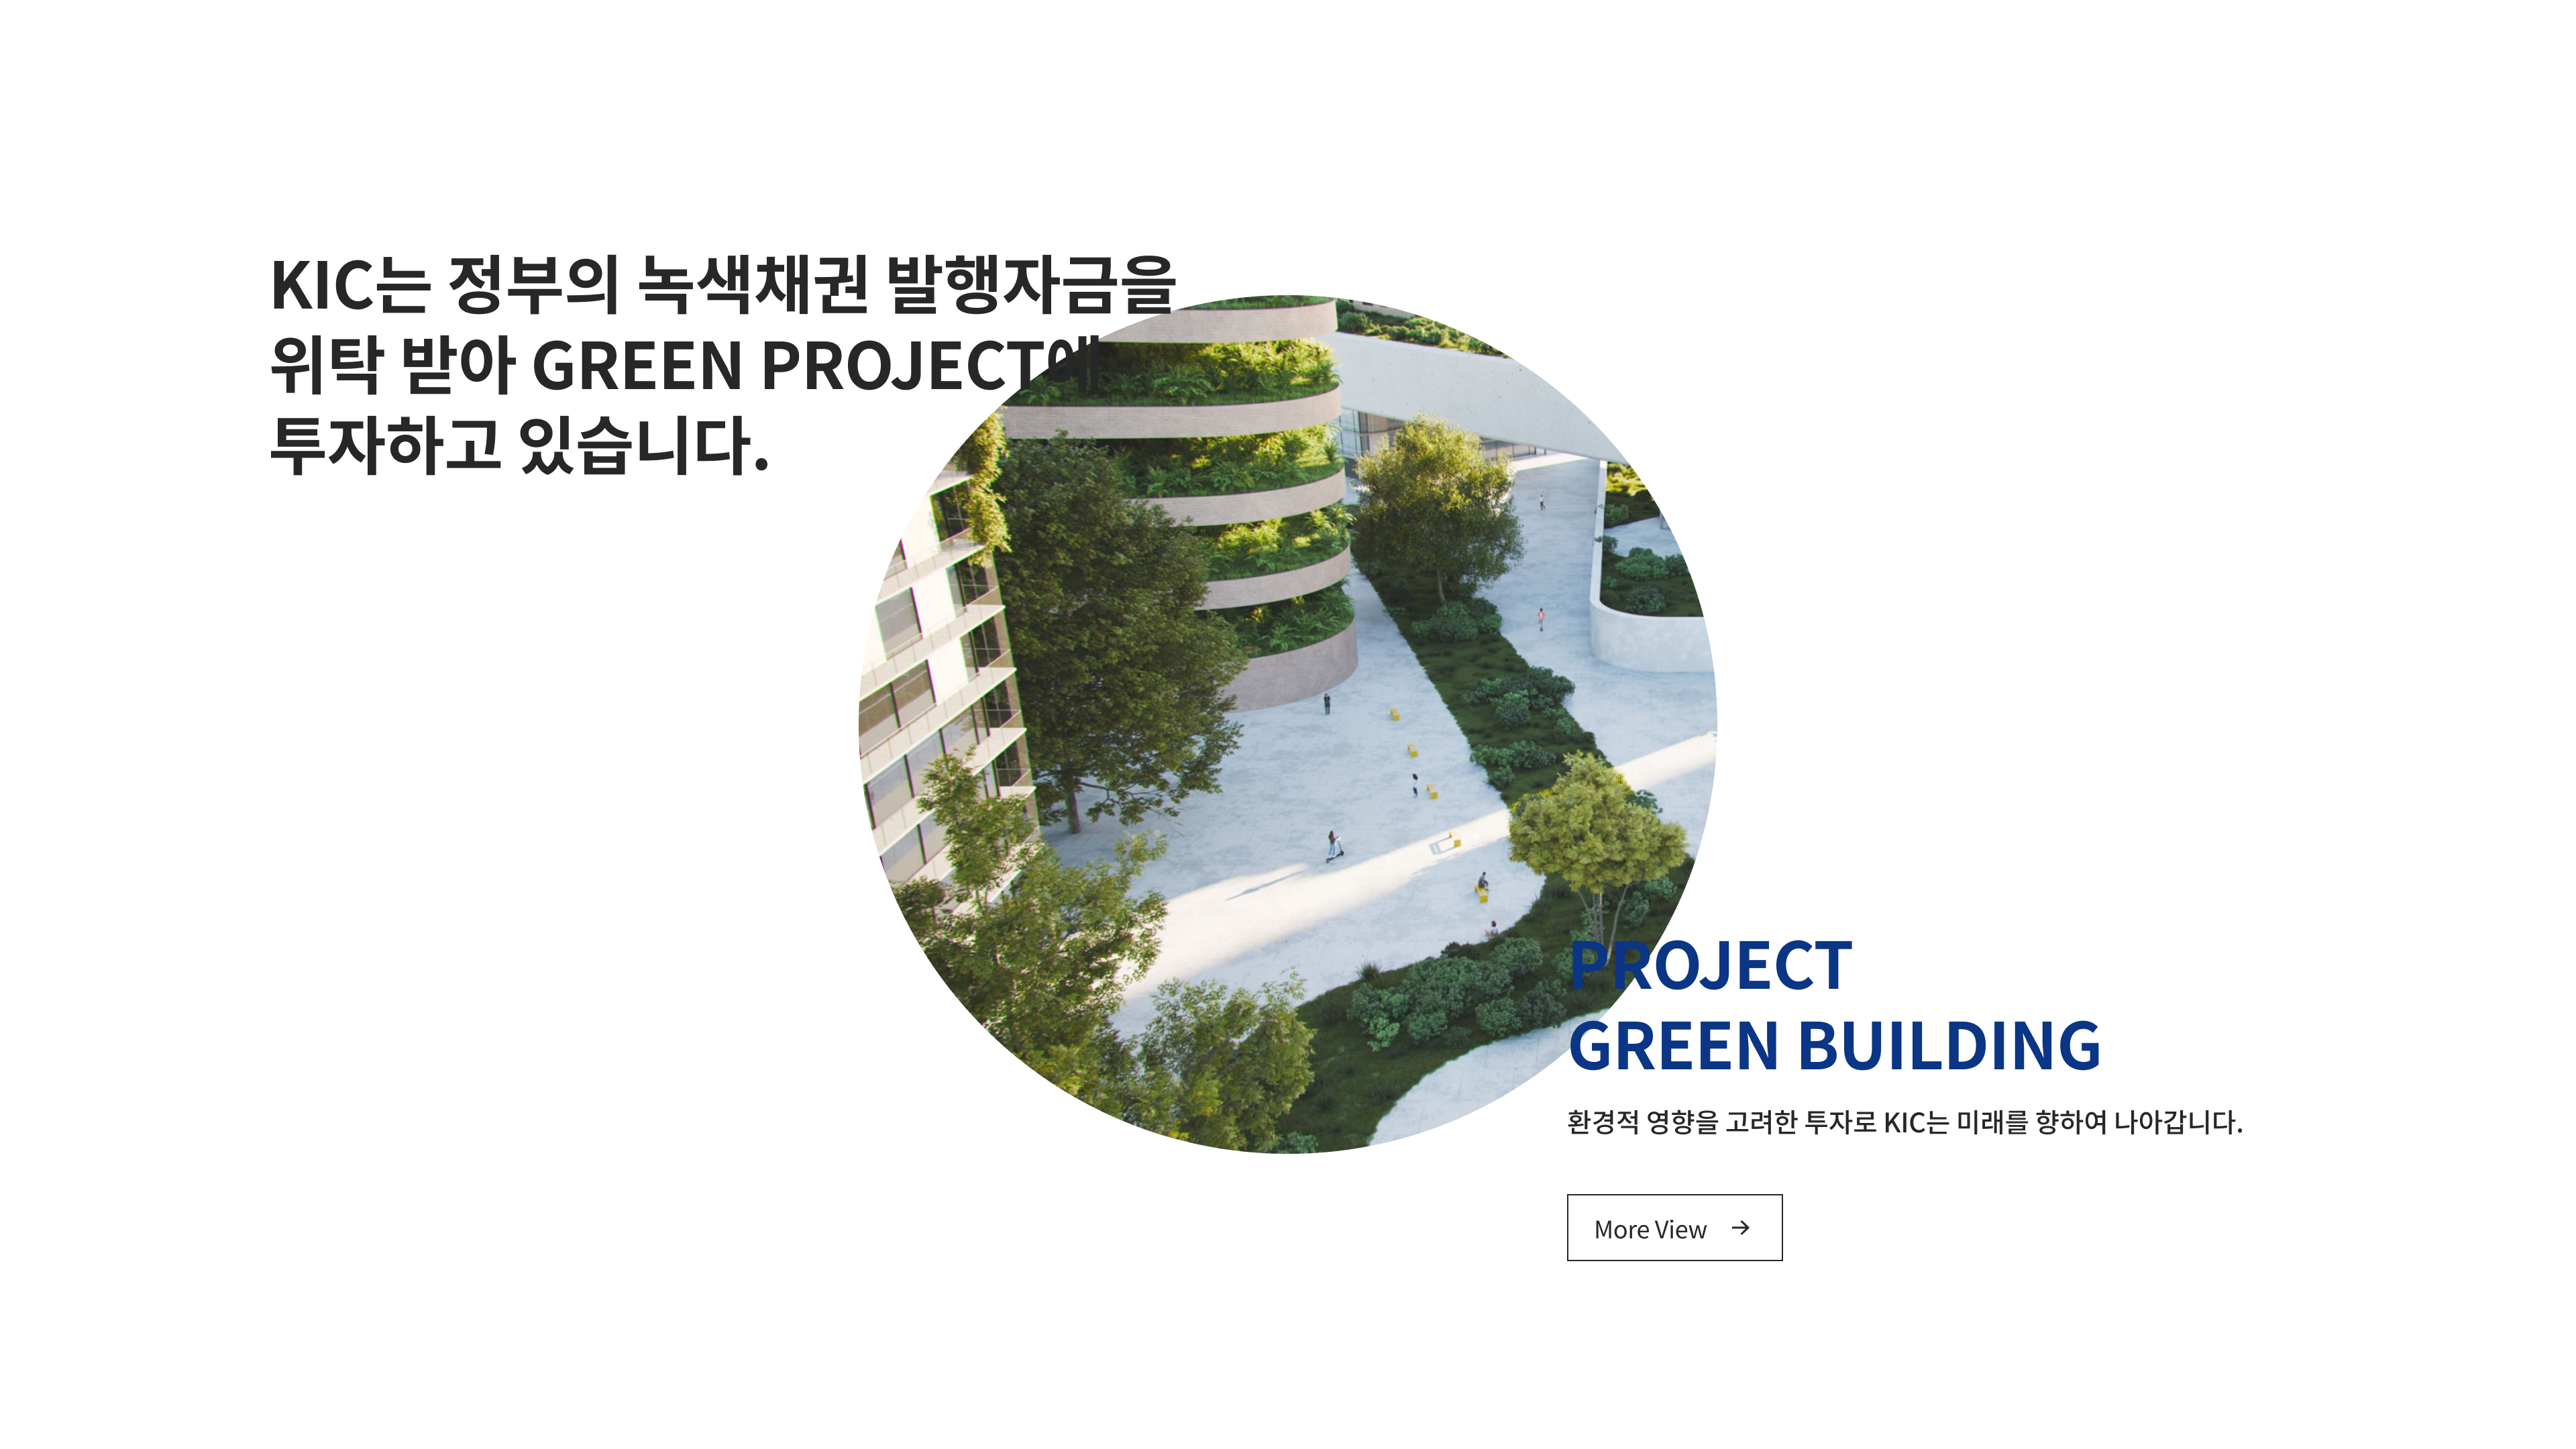 KIC는 정부의 녹색채권 발행자금을
위탁 받아 GREEN PROJECT에
투자하고 있습니다.
PROJECT
GREEN BUILDING
환경적 영향을 고려한 투자로 KIC는 미래를 향하여 나아갑니다.
More View →